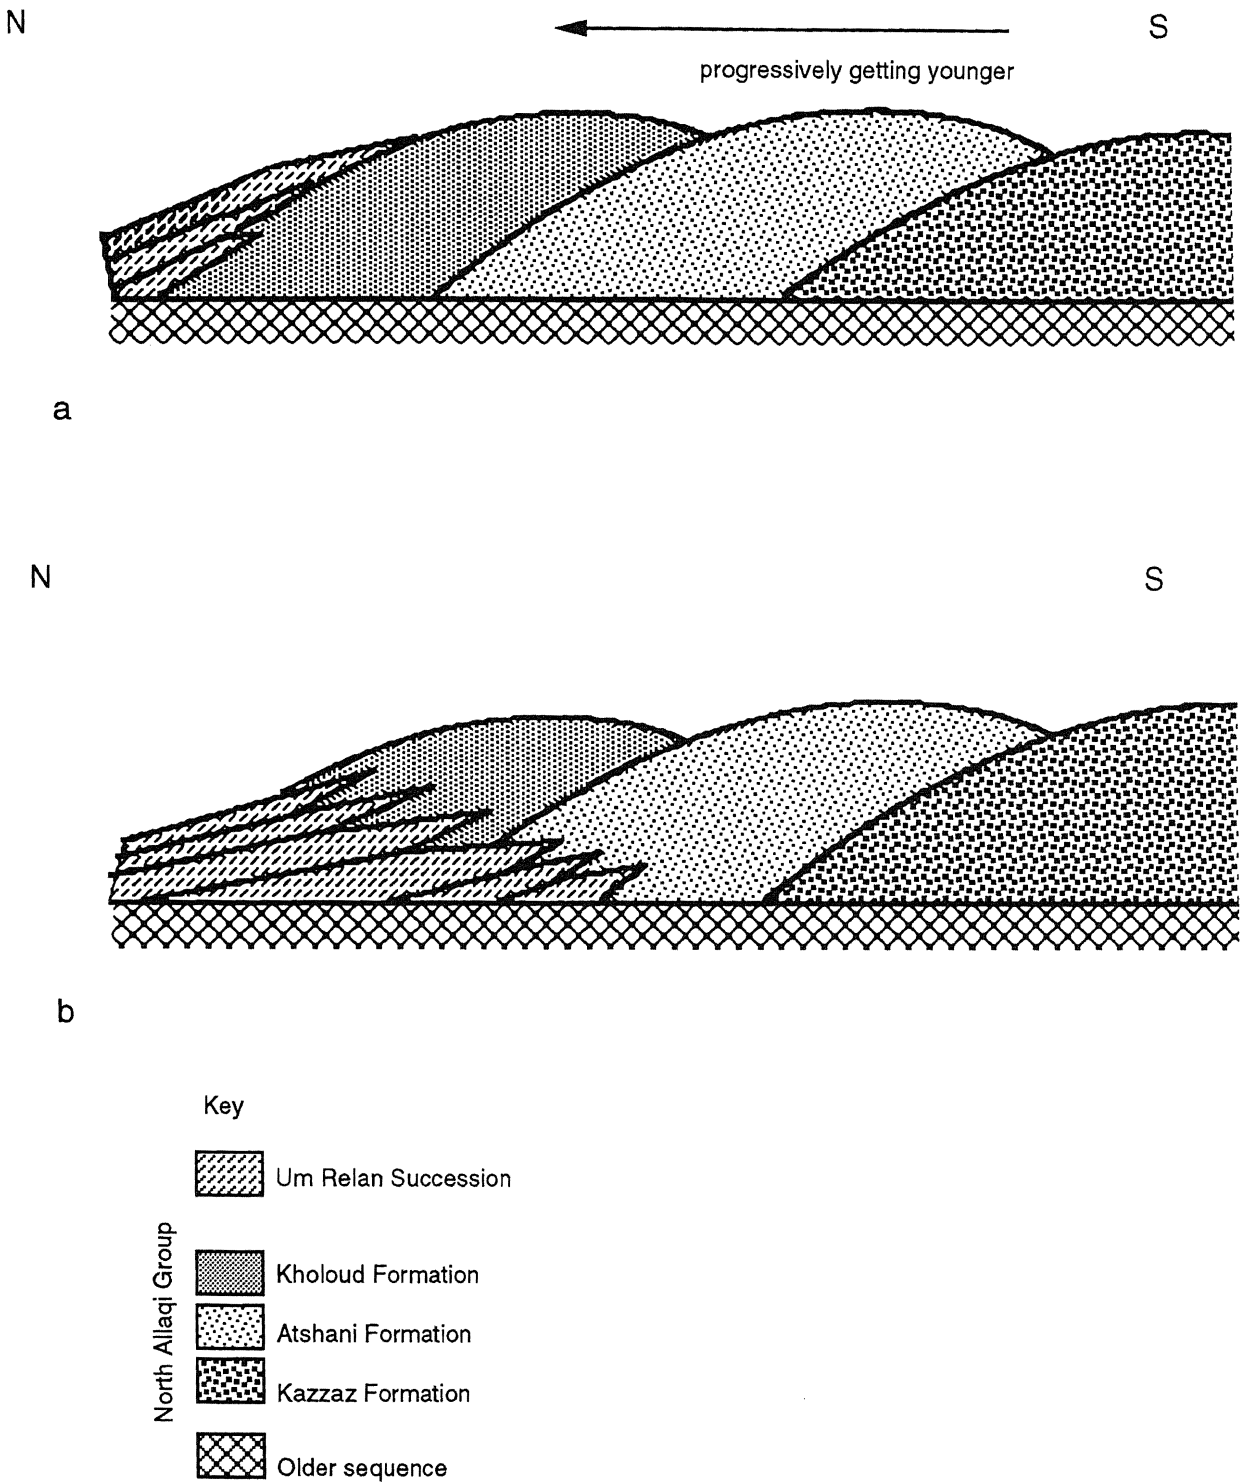 N
S
progressively getting younger
a
N
S
b
Key
Um Relan Succession
North Allaqi Group
Kholoud Formation
Atshani Formation
Kazzaz Formation
Older sequence